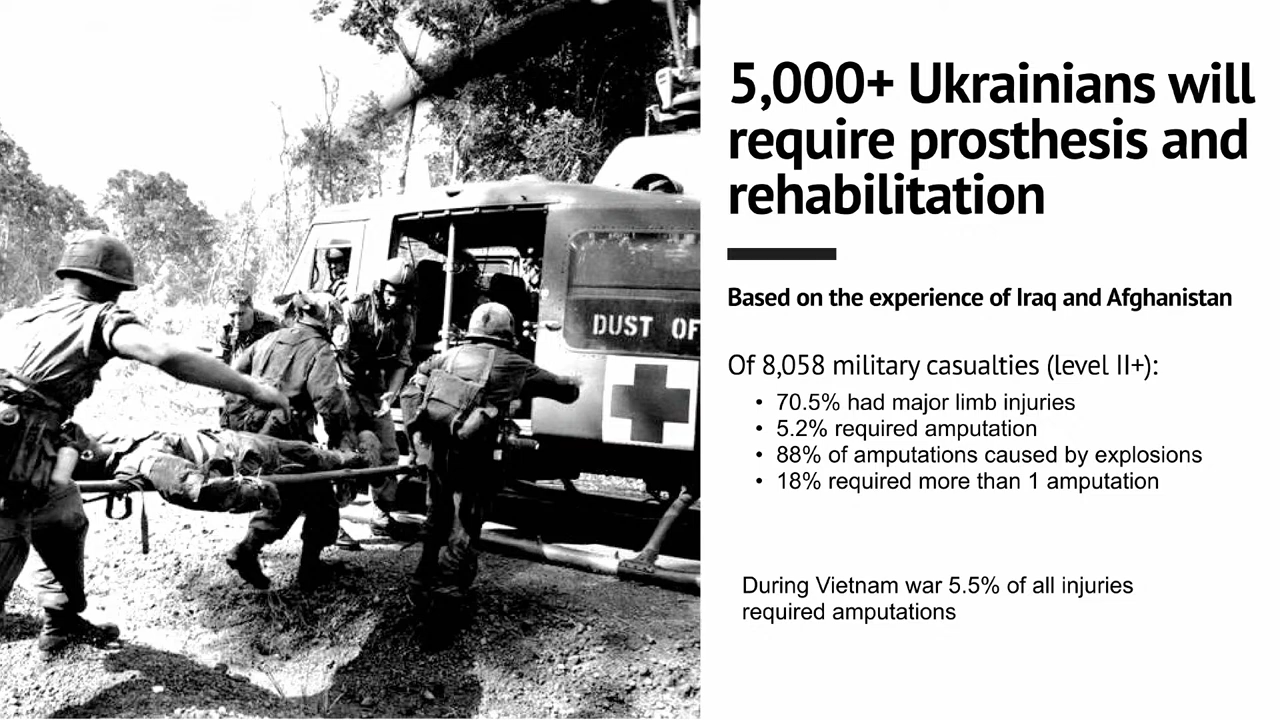 5,000+ Ukrainians will
require prosthesis and
rehabilitation
Based on the experience of Iraq and Afghanistan
Of 8,058 military casualties (level II+):
• 70.5% had major limb injuries
• 5.2% required amputation
• 88% of amputations caused by explosions
• 18% required more than 1 amputation
During Vietnam war 5.5% of all injuries
required amputations
DUST OF